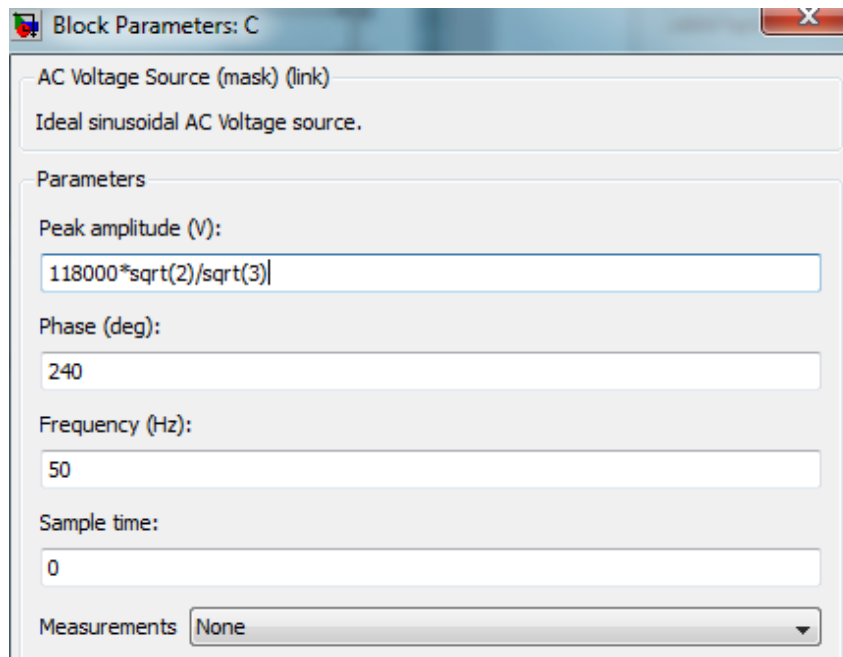 Block Parameters: C
AC Voltage Source (mask) (link)
Ideal sinusoidal AC Voltage source.
Parameters
Peak amplitude (V):
118000*sqrt(2)/sqrt(3)
Phase (deg):
240
Frequency (Hz):
50
Sample time:
0
Measurements None